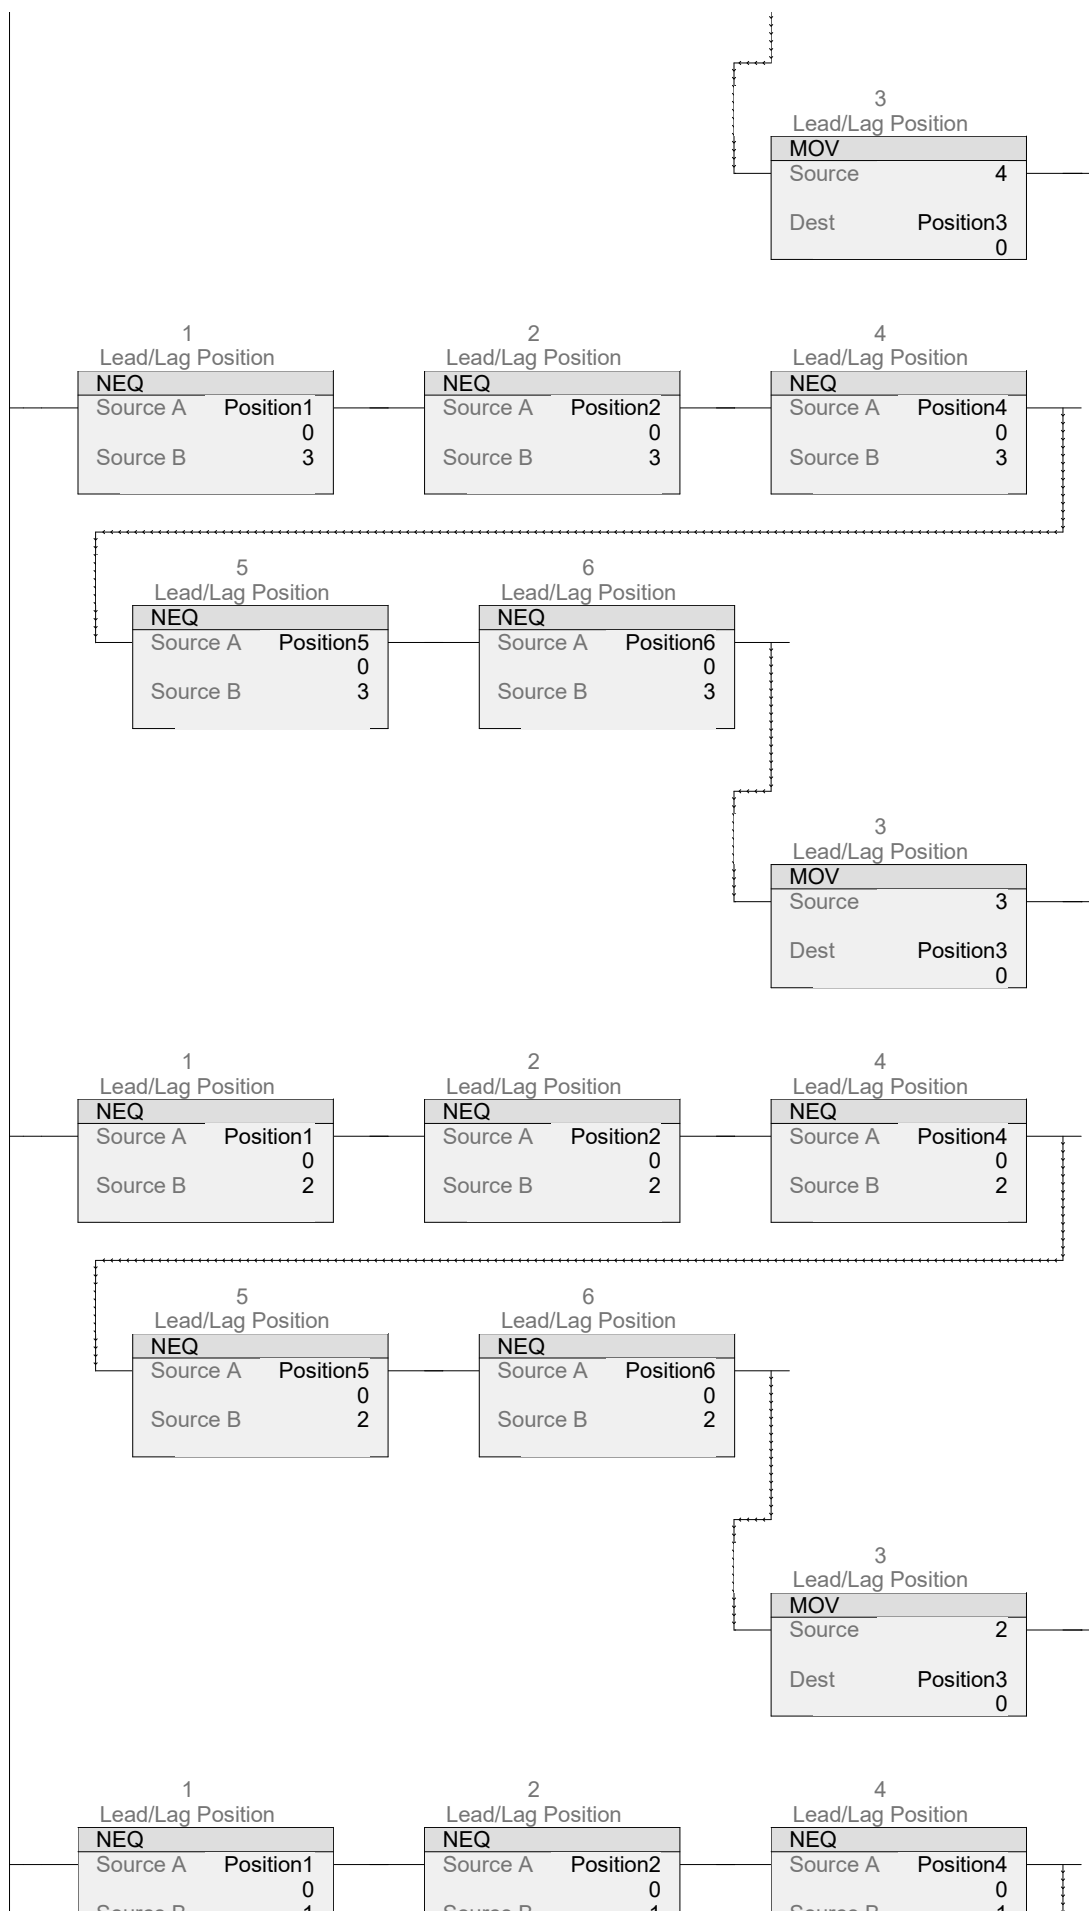 3
Lead/Lag Position
MOV
Source 4
Dest Position3
0
1 2 4
Lead/Lag Position Lead/Lag Position Lead/Lag Position
NEQ NEQ NEQ
Source A Position1 Source A Position2 Source A Position4
0 0 0
Source B 3 Source B 3 Source B 3
5 6
Lead/Lag Position Lead/Lag Position
NEQ NEQ
Source A Position5 Source A Position6
0 0
Source B 3 Source B 3
3
Lead/Lag Position
MOV
Source 3
Dest Position3
0
1 2 4
Lead/Lag Position Lead/Lag Position Lead/Lag Position
NEQ NEQ NEQ
Source A Position1 Source A Position2 Source A Position4
0 0 0
Source B 2 Source B 2 Source B 2
5 6
Lead/Lag Position Lead/Lag Position
NEQ NEQ
Source A Position5 Source A Position6
0 0
Source B 2 Source B 2
3
Lead/Lag Position
MOV
Source 2
Dest Position3
0
1 2 4
Lead/Lag Position Lead/Lag Position Lead/Lag Position
NEQ NEQ NEQ
Source A Position1 Source A Position2 Source A Position4
0 0 0